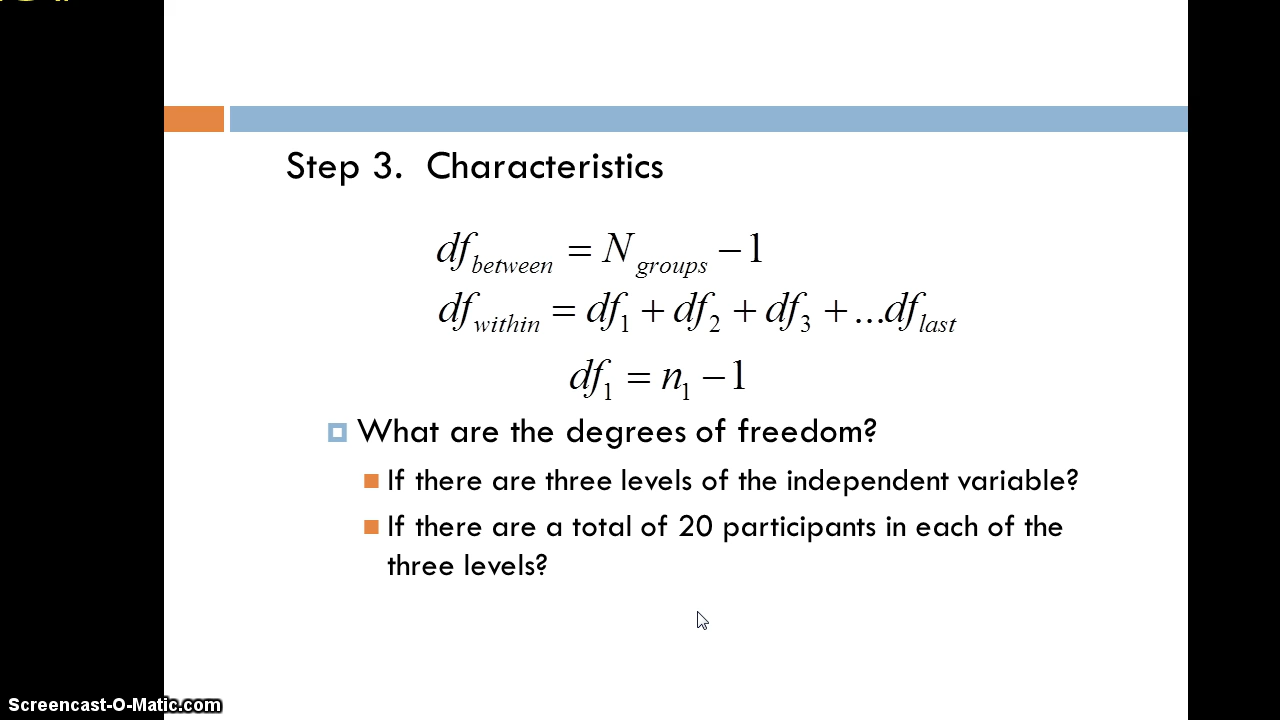 Step 3. Characteristics
df_between = N_groups − 1
df_within = df_1 + df_2 + df_3 + ...df_last
df_1 = n_1 − 1
What are the degrees of freedom?
If there are three levels of the independent variable?
If there are a total of 20 participants in each of the
three levels?
Screencast-O-Matic.com